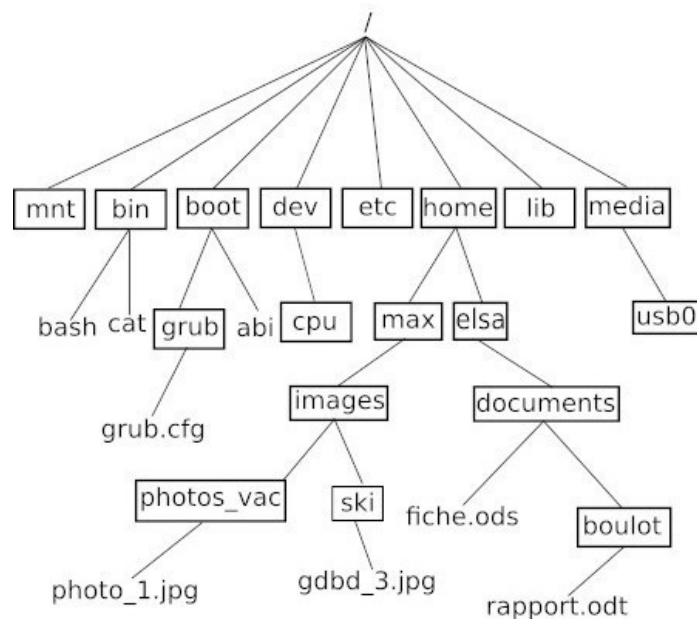 /
mnt bin boot dev etc home lib media
bash cat grub abi cpu max elsa usb0
grub.cfg images documents
photos_vac ski fiche.ods boulot
photo_1.jpg gdbd_3.jpg rapport.odt